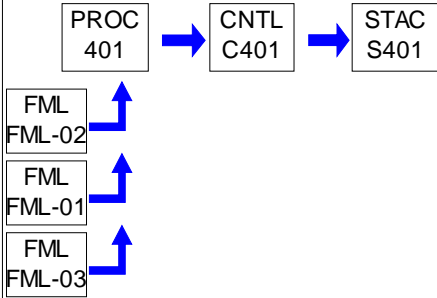 PROC
401
CNTL
C401
STAC
S401
FML
FML-02
FML
FML-01
FML
FML-03